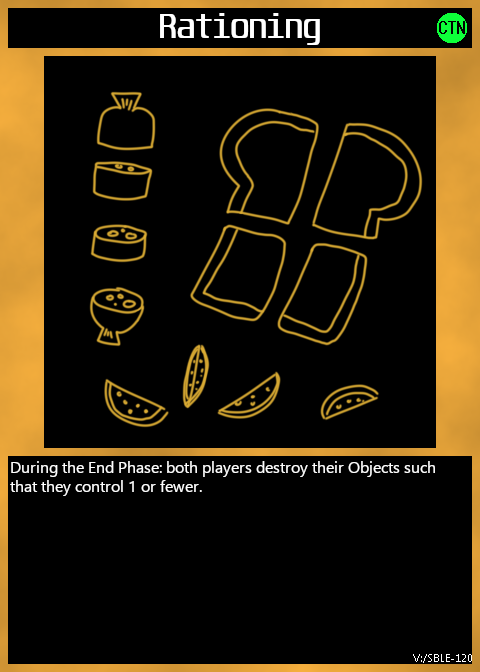 Rationing
CTN
During the End Phase: both players destroy their Objects such
that they control 1 or fewer.
V:/SBLE-120